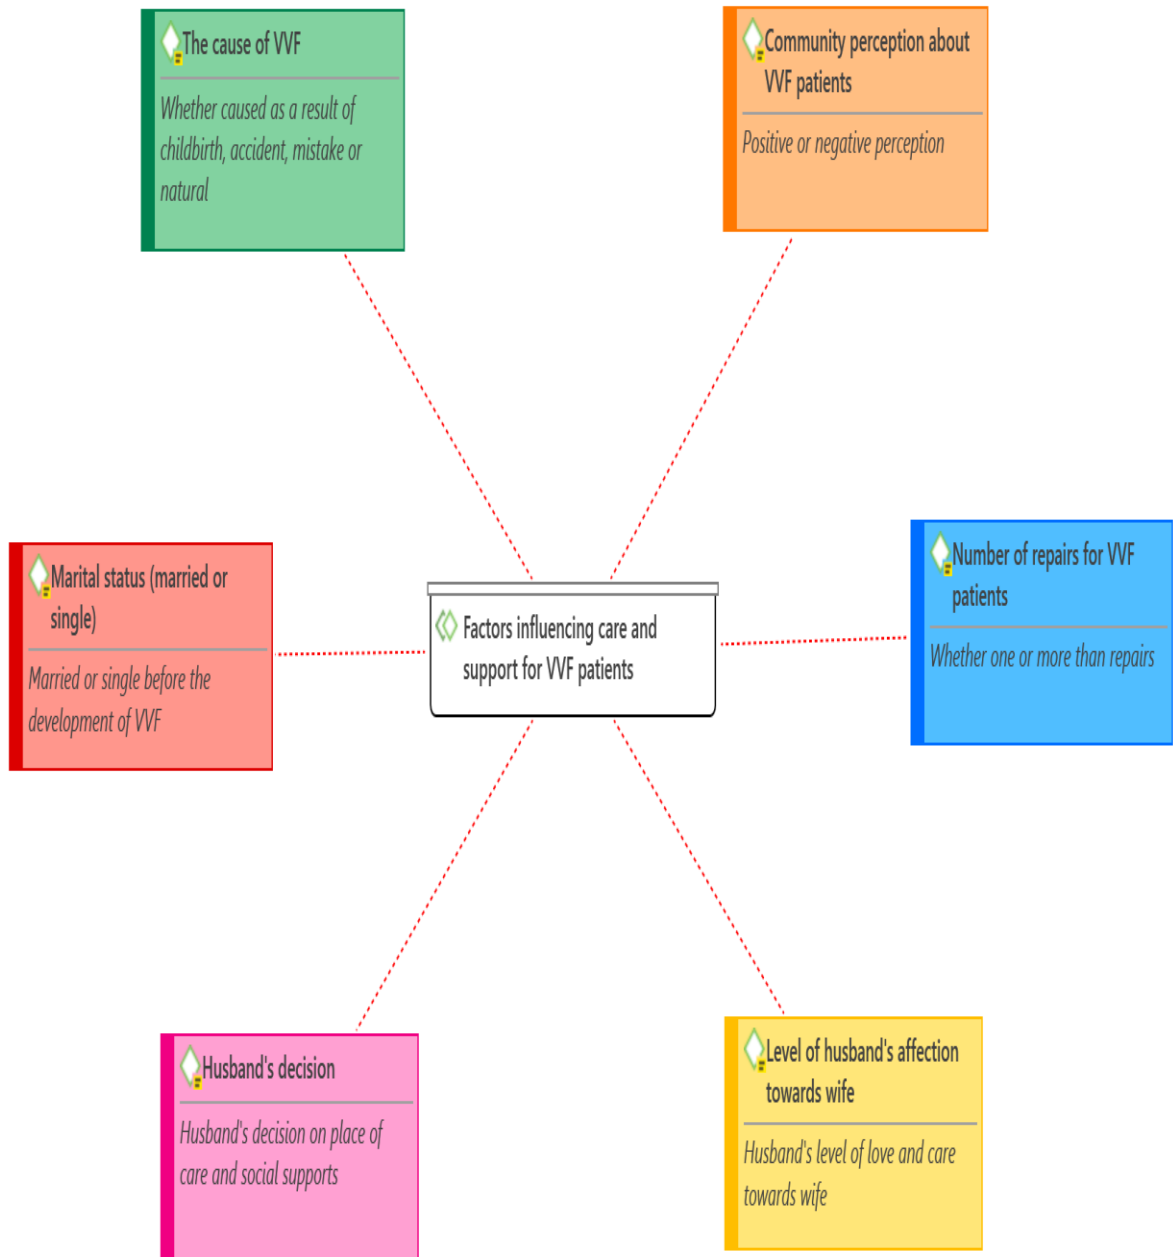 The cause of VVF
Whether caused as a result of
childbirth, accident, mistake or
natural
Community perception about
VVF patients
Positive or negative perception
Marital status (married or
single)
Married or single before the
development of VVF
Factors influencing care and
support for VVF patients
Number of repairs for VVF
patients
Whether one or more than repairs
Husband's decision
Husband's decision on place of
care and social supports
Level of husband's affection
towards wife
Husband's level of love and care
towards wife